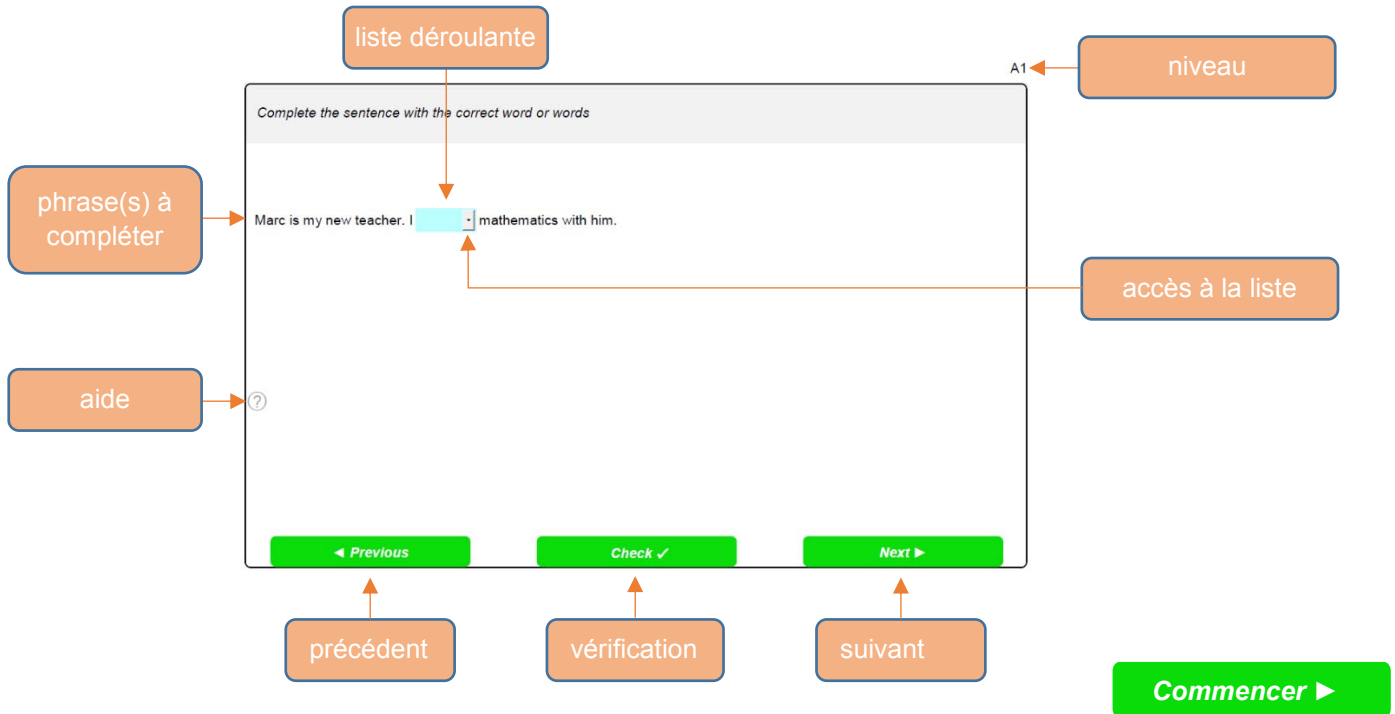 liste déroulante
niveau
A1
Complete the sentence with the correct word or words
phrase(s) à
compléter
Marc is my new teacher. I mathematics with him.
accès à la liste
aide
?
◄ Previous
Check ✓
Next ►
précédent
vérification
suivant
Commencer ►